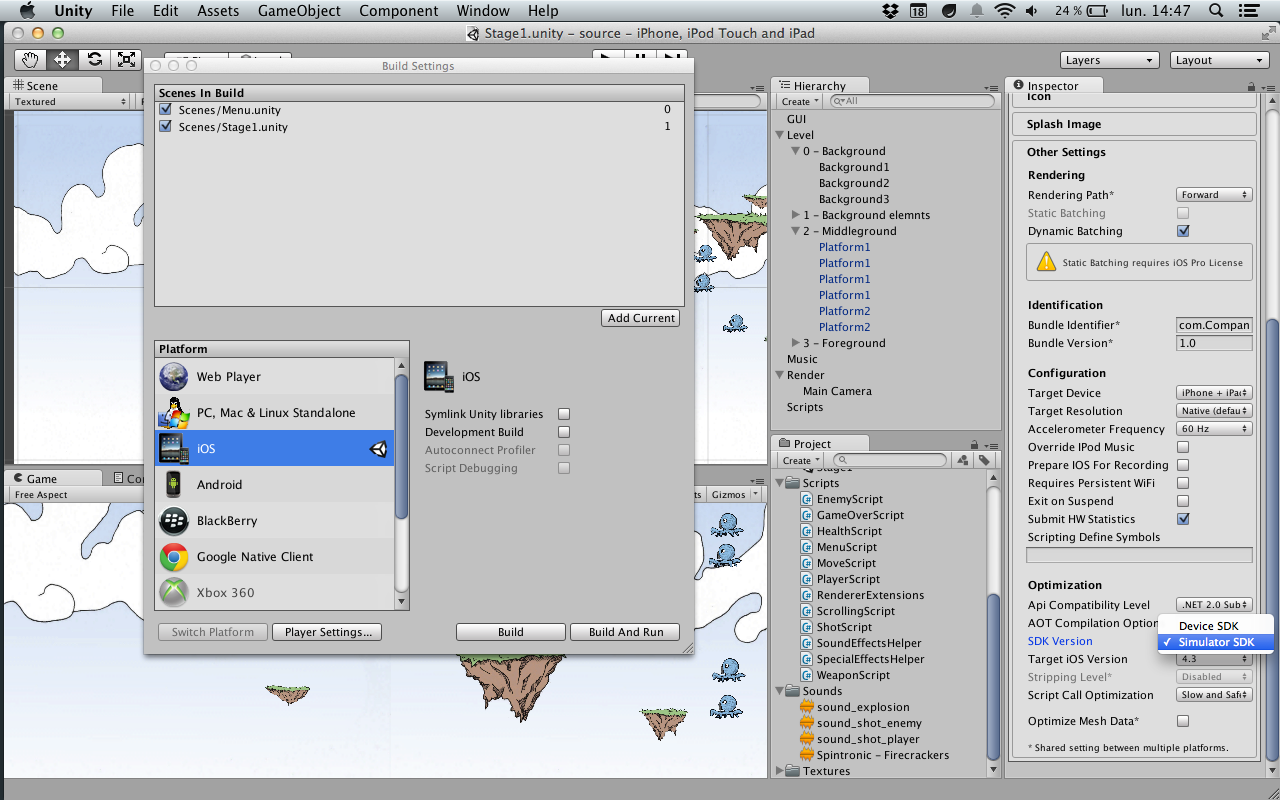 Unity File Edit Assets GameObject Component Window Help 18 24 % lun. 14:47
Stage1.unity – source – iPhone, iPod Touch and iPad
Layers Layout
Scene
Textured
Build Settings
Scenes In Build
Scenes/Menu.unity 0
Scenes/Stage1.unity 1
Add Current
Platform
Web Player
PC, Mac & Linux Standalone
iOS
Android
BlackBerry
Google Native Client
Xbox 360
iOS
Symlink Unity libraries
Development Build
Autoconnect Profiler
Script Debugging
Switch Platform Player Settings... Build Build And Run
Game Co
Free Aspect ts Gizmos
Hierarchy
Create All
GUI
Level
0 – Background
Background1
Background2
Background3
1 – Background elemnts
2 – Middleground
Platform1
Platform1
Platform1
Platform1
Platform2
Platform2
3 – Foreground
Music
Render
Main Camera
Scripts
Project
Create
Stage1
Scripts
EnemyScript
GameOverScript
HealthScript
MenuScript
MoveScript
PlayerScript
RendererExtensions
ScrollingScript
ShotScript
SoundEffectsHelper
SpecialEffectsHelper
WeaponScript
Sounds
sound_explosion
sound_shot_enemy
sound_shot_player
Spintronic – Firecrackers
Textures
Inspector
Icon
Splash Image
Other Settings
Rendering
Rendering Path* Forward
Static Batching
Dynamic Batching
Static Batching requires iOS Pro License
Identification
Bundle Identifier* com.Compan
Bundle Version* 1.0
Configuration
Target Device iPhone + iPa
Target Resolution Native (defau
Accelerometer Frequency 60 Hz
Override IPod Music
Prepare IOS For Recording
Requires Persistent WiFi
Exit on Suspend
Submit HW Statistics
Scripting Define Symbols
Optimization
Api Compatibility Level .NET 2.0 Sub
AOT Compilation Option
Device SDK
SDK Version Simulator SDK
Target iOS Version 4.3
Stripping Level* Disabled
Script Call Optimization Slow and Saf
Optimize Mesh Data*
* Shared setting between multiple platforms.